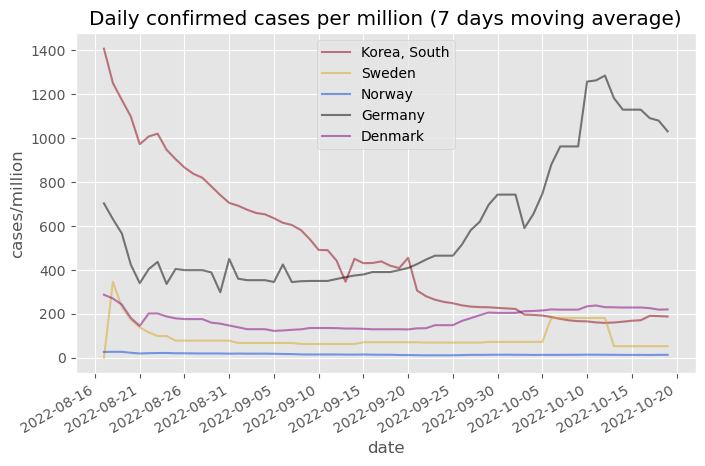 Daily confirmed cases per million (7 days moving average)
1400
1200
1000
800
600
400
200
0
cases/million
Korea, South
Sweden
Norway
Germany
Denmark
2022-08-16
2022-08-21
2022-08-26
2022-08-31
2022-09-05
2022-09-10
2022-09-15
2022-09-20
2022-09-25
2022-09-30
2022-10-05
2022-10-10
2022-10-15
2022-10-20
date